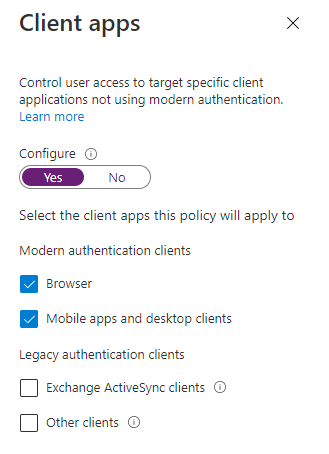 Client apps
Control user access to target specific client
applications not using modern authentication.
Learn more
Configure
Yes No
Select the client apps this policy will apply to
Modern authentication clients
Browser
Mobile apps and desktop clients
Legacy authentication clients
Exchange ActiveSync clients
Other clients